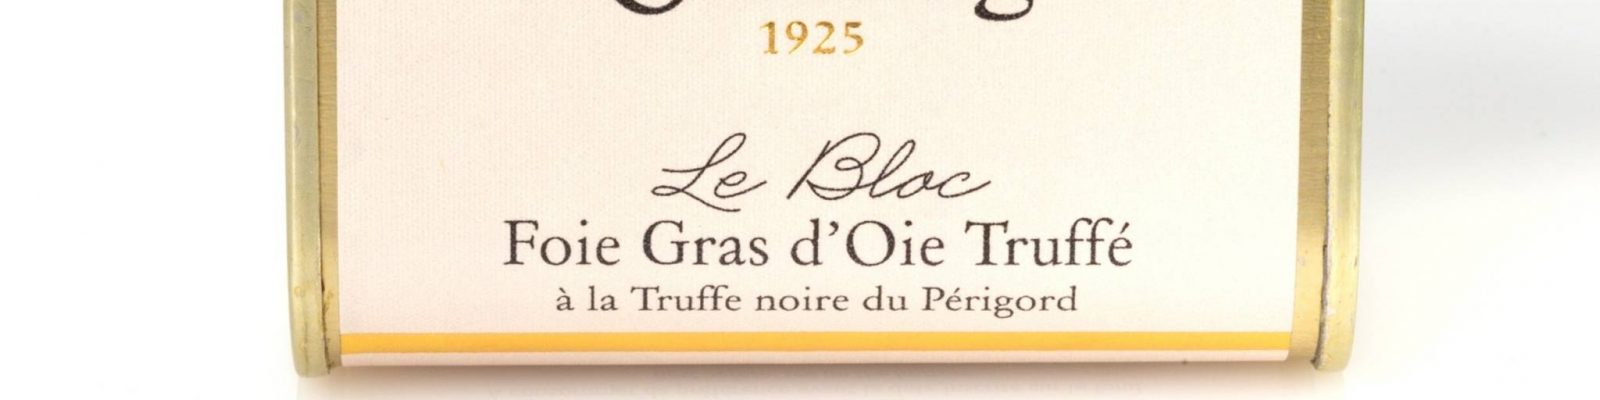 1925
Le Bloc
Foie Gras d’Oie Truffé
à la Truffe noire du Périgord